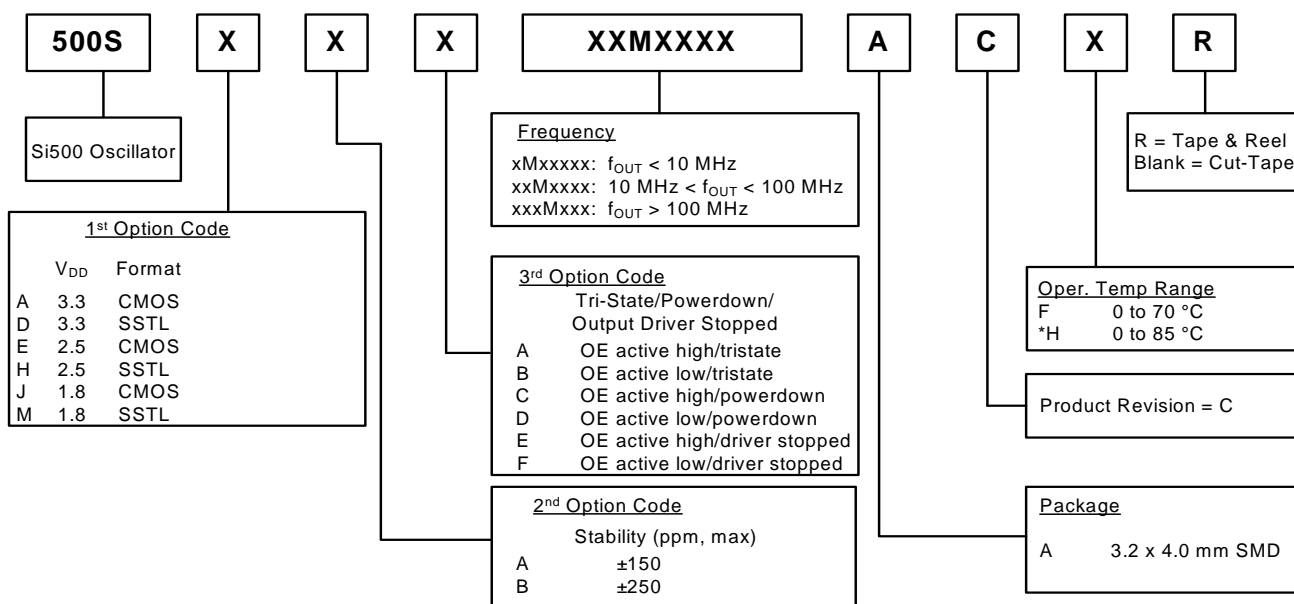 500S X X X XXMXXXX A C X R
Si500 Oscillator
1st Option Code
VDD Format
A 3.3 CMOS
D 3.3 SSTL
E 2.5 CMOS
H 2.5 SSTL
J 1.8 CMOS
M 1.8 SSTL
Frequency
xMxxxxx: fOUT < 10 MHz
xxMxxxx: 10 MHz < fOUT < 100 MHz
xxxMxxx: fOUT > 100 MHz
3rd Option Code
Tri-State/Powerdown/
Output Driver Stopped
A OE active high/tristate
B OE active low/tristate
C OE active high/powerdown
D OE active low/powerdown
E OE active high/driver stopped
F OE active low/driver stopped
2nd Option Code
Stability (ppm, max)
A ±150
B ±250
R = Tape & Reel
Blank = Cut-Tape
Oper. Temp Range
F 0 to 70 °C
*H 0 to 85 °C
Product Revision = C
Package
A 3.2 x 4.0 mm SMD